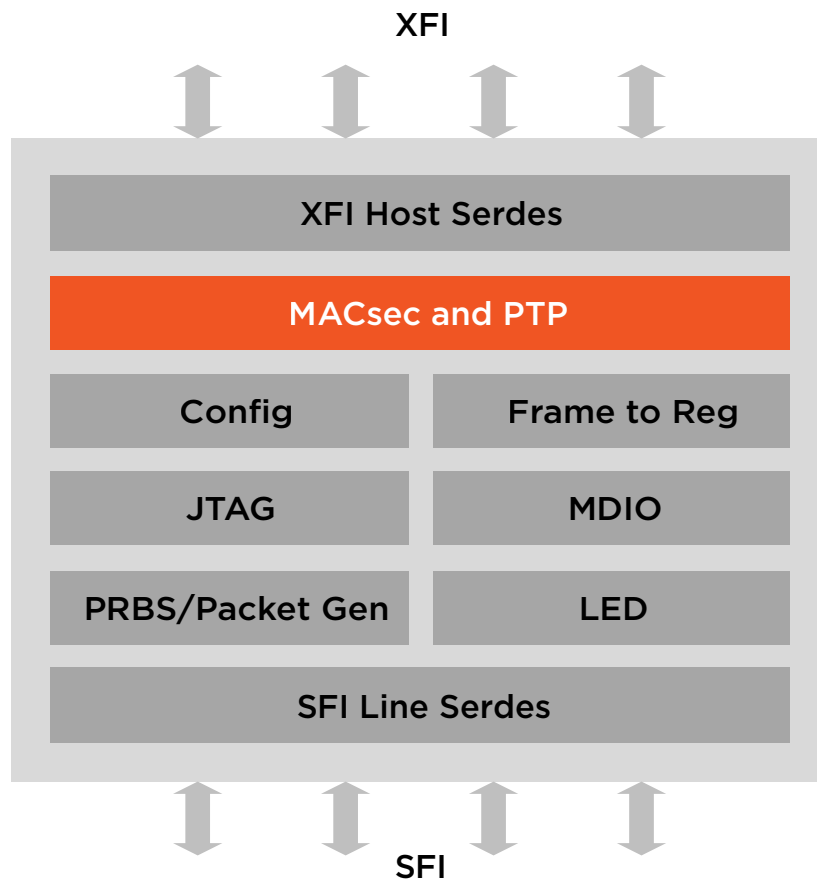 XFI
XFI Host Serdes
MACsec and PTP
Config
Frame to Reg
JTAG
MDIO
PRBS/Packet Gen
LED
SFI Line Serdes
SFI